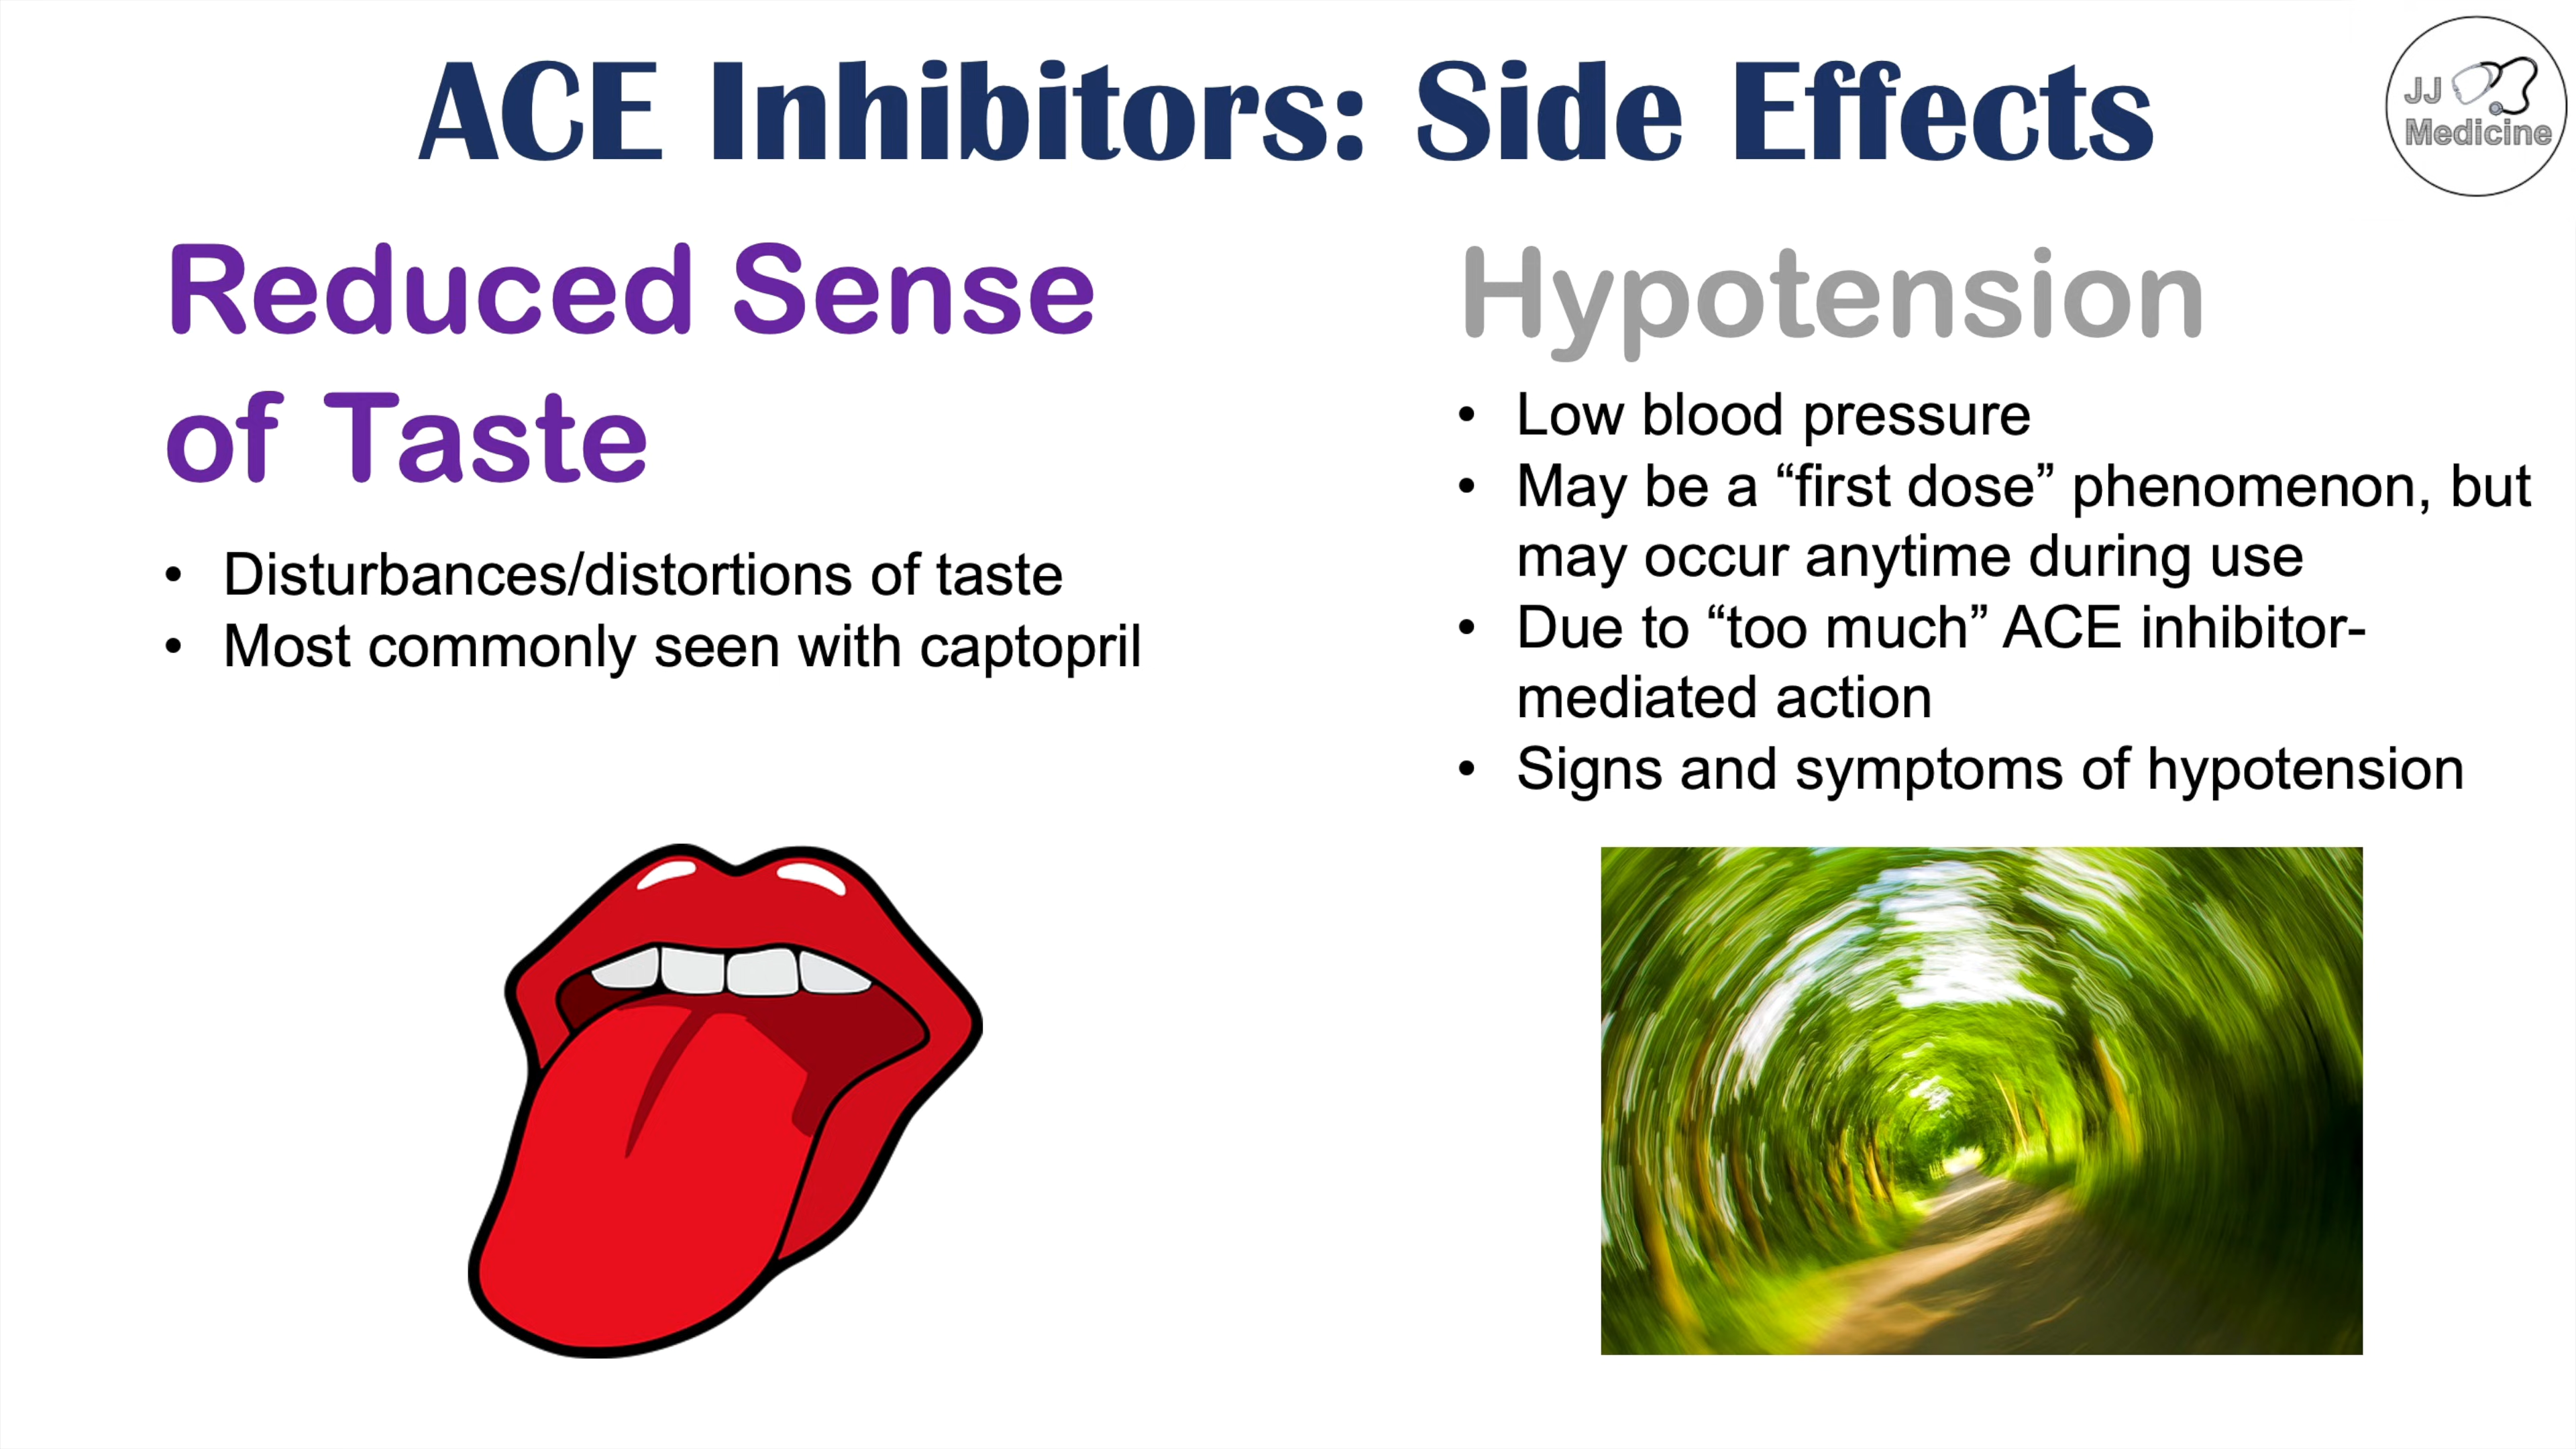 ACE Inhibitors: Side Effects
JJ
Medicine
Reduced Sense
of Taste
• Disturbances/distortions of taste
• Most commonly seen with captopril
Hypotension
• Low blood pressure
• May be a “first dose” phenomenon, but
may occur anytime during use
• Due to “too much” ACE inhibitor-
mediated action
• Signs and symptoms of hypotension